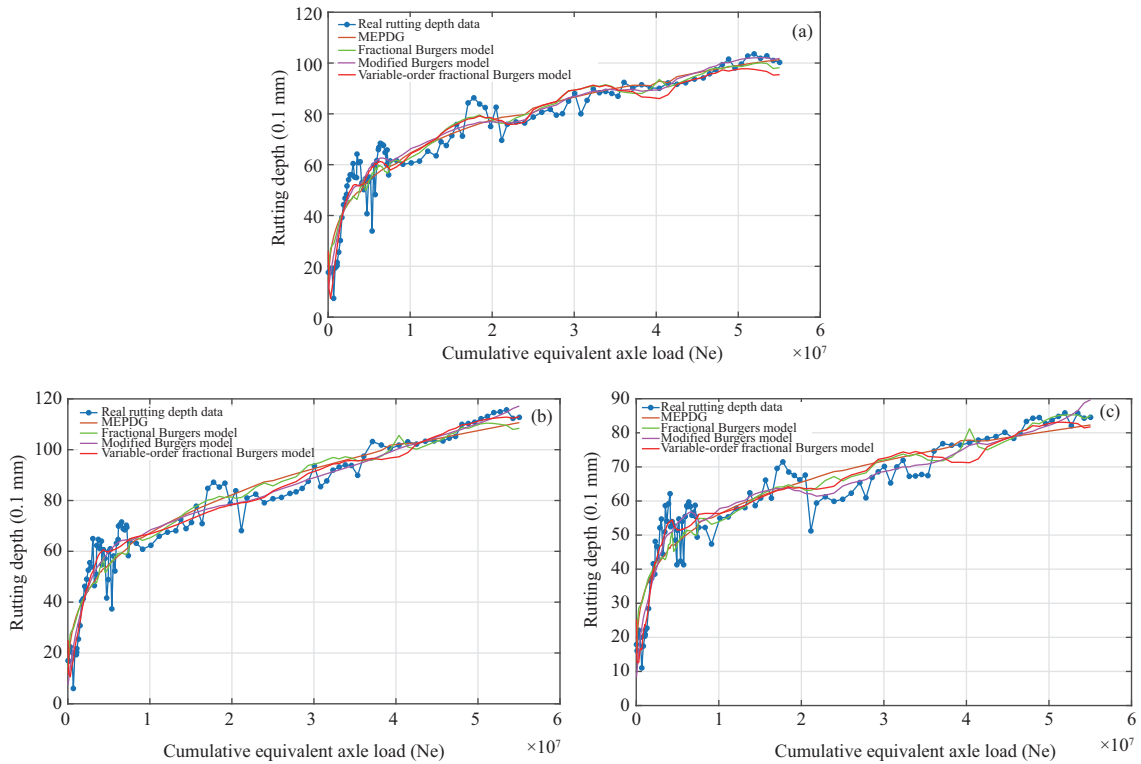 (a)
Real rutting depth data
MEPDG
Fractional Burgers model
Modified Burgers model
Variable-order fractional Burgers model
120
100
80
60
40
20
0
Rutting depth (0.1 mm)
0 1 2 3 4 5 6
×10⁷
Cumulative equivalent axle load (Ne)
(b)
Real rutting depth data
MEPDG
Fractional Burgers model
Modified Burgers model
Variable-order fractional Burgers model
120
100
80
60
40
20
0
Rutting depth (0.1 mm)
0 1 2 3 4 5 6
×10⁷
Cumulative equivalent axle load (Ne)
(c)
Real rutting depth data
MEPDG
Fractional Burgers model
Modified Burgers model
Variable-order fractional Burgers model
90
80
70
60
50
40
30
20
10
0
Rutting depth (0.1 mm)
0 1 2 3 4 5 6
×10⁷
Cumulative equivalent axle load (Ne)